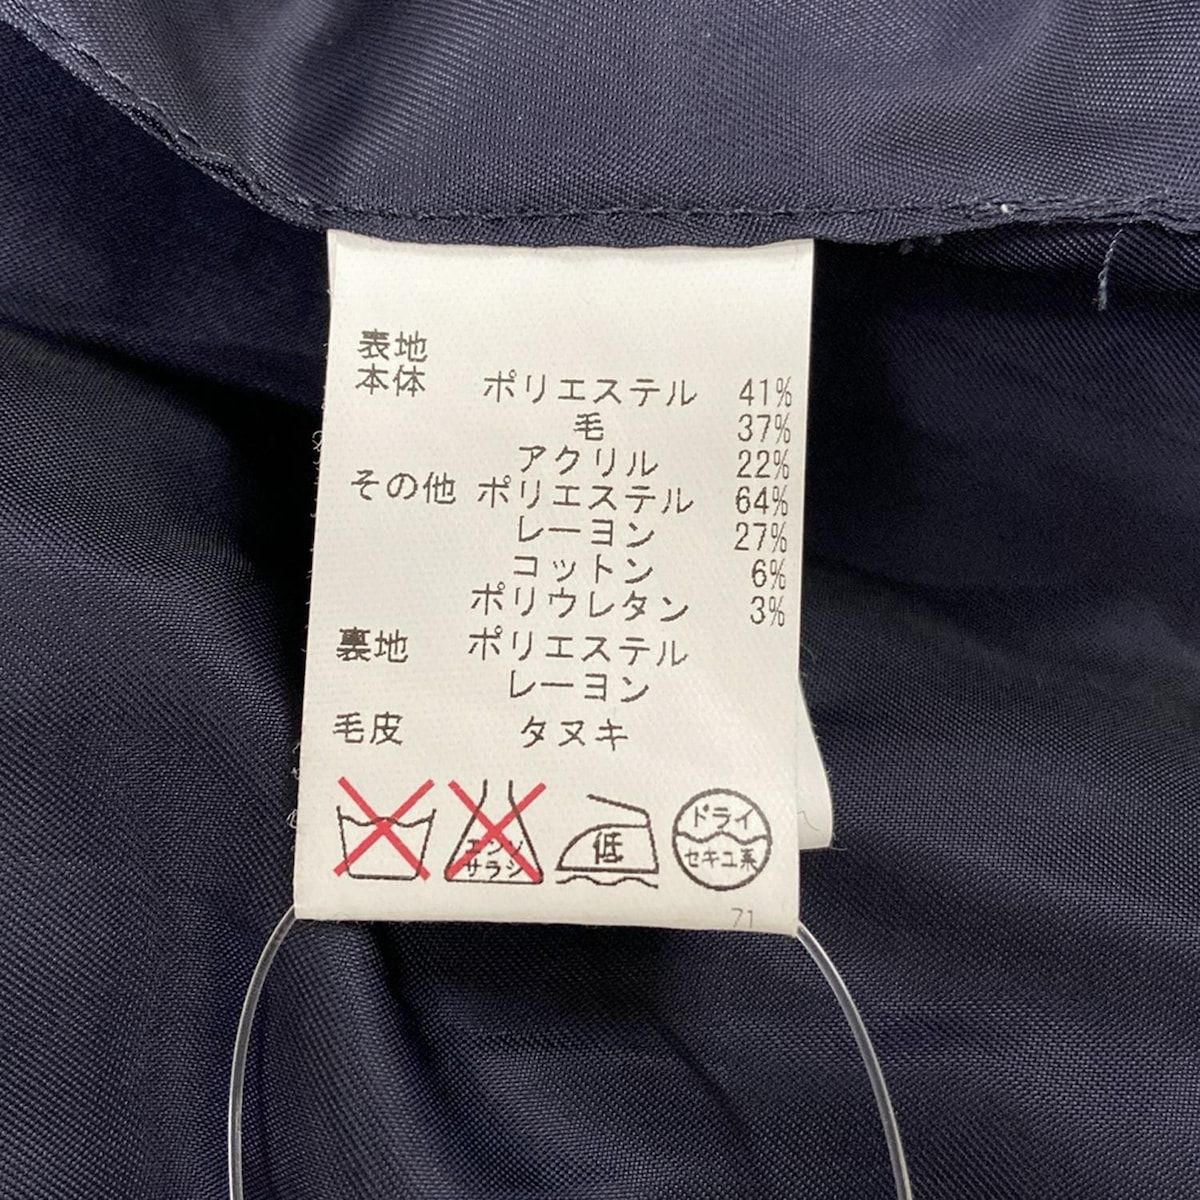 表地
本体 ポリエステル 41%
毛 37%
アクリル 22%
その他 ポリエステル 64%
レーヨン 27%
コットン 6%
ポリウレタン 3%
裏地 ポリエステル
レーヨン
毛皮 タヌキ
エンソ
サラシ
低
ドライ
セキユ系
71